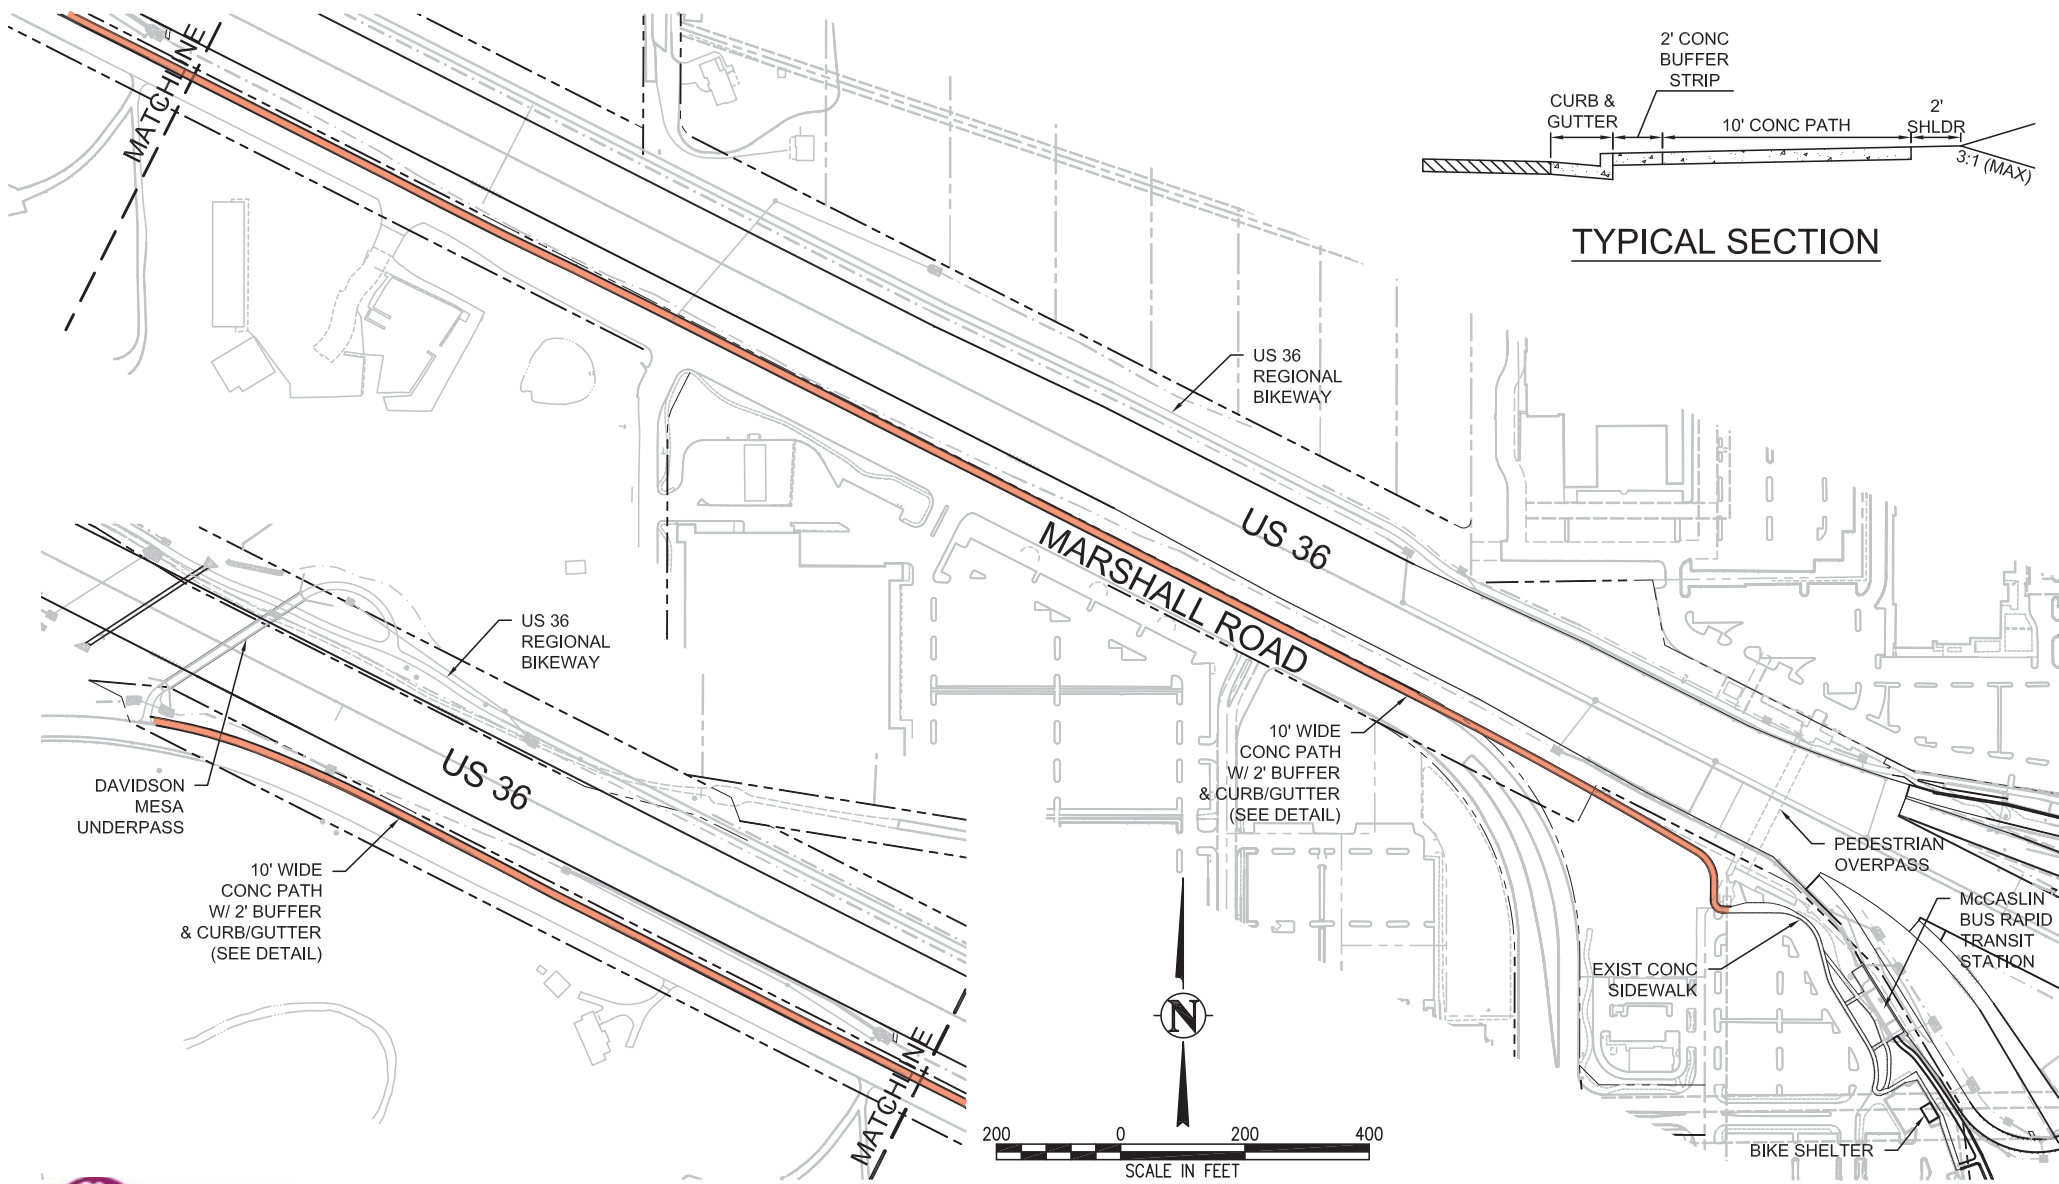 MATCHLINE
2' CONC
BUFFER
STRIP
CURB &
GUTTER
10' CONC PATH
2'
SHLDR
3:1 (MAX)
TYPICAL SECTION
US 36
REGIONAL
BIKEWAY
US 36
MARSHALL ROAD
US 36
REGIONAL
BIKEWAY
US 36
DAVIDSON
MESA
UNDERPASS
10' WIDE
CONC PATH
W/ 2' BUFFER
& CURB/GUTTER
(SEE DETAIL)
10' WIDE
CONC PATH
W/ 2' BUFFER
& CURB/GUTTER
(SEE DETAIL)
PEDESTRIAN
OVERPASS
McCASLIN
BUS RAPID
TRANSIT
STATION
EXIST CONC
SIDEWALK
BIKE SHELTER
MATCHLINE
N
200 0 200 400
SCALE IN FEET